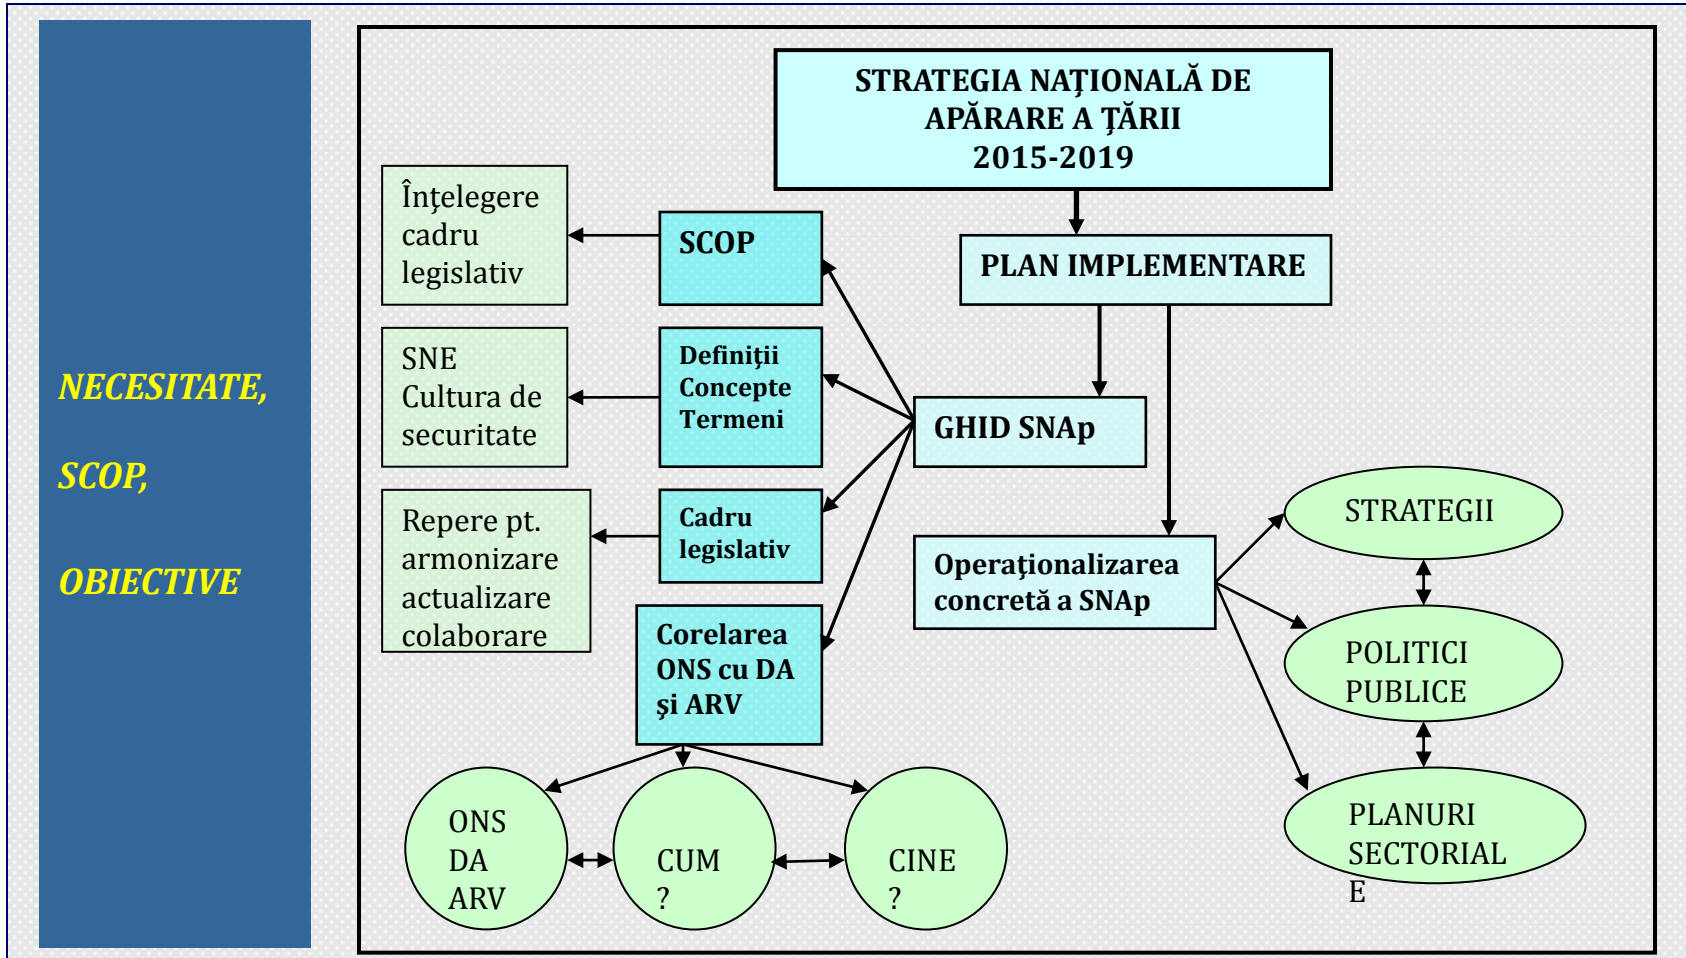 NECESITATE,
SCOP,
OBIECTIVE
STRATEGIA NAŢIONALĂ DE
APĂRARE A ŢĂRII
2015-2019
Înţelegere
cadru
legislativ
SCOP
PLAN IMPLEMENTARE
SNE
Cultura de
securitate
Definiţii
Concepte
Termeni
GHID SNAp
Repere pt.
armonizare
actualizare
colaborare
Cadru
legislativ
Operaţionalizarea
concretă a SNAp
STRATEGII
Corelarea
ONS cu DA
şi ARV
POLITICI
PUBLICE
ONS
DA
ARV
CUM
?
CINE
?
PLANURI
SECTORIAL
E